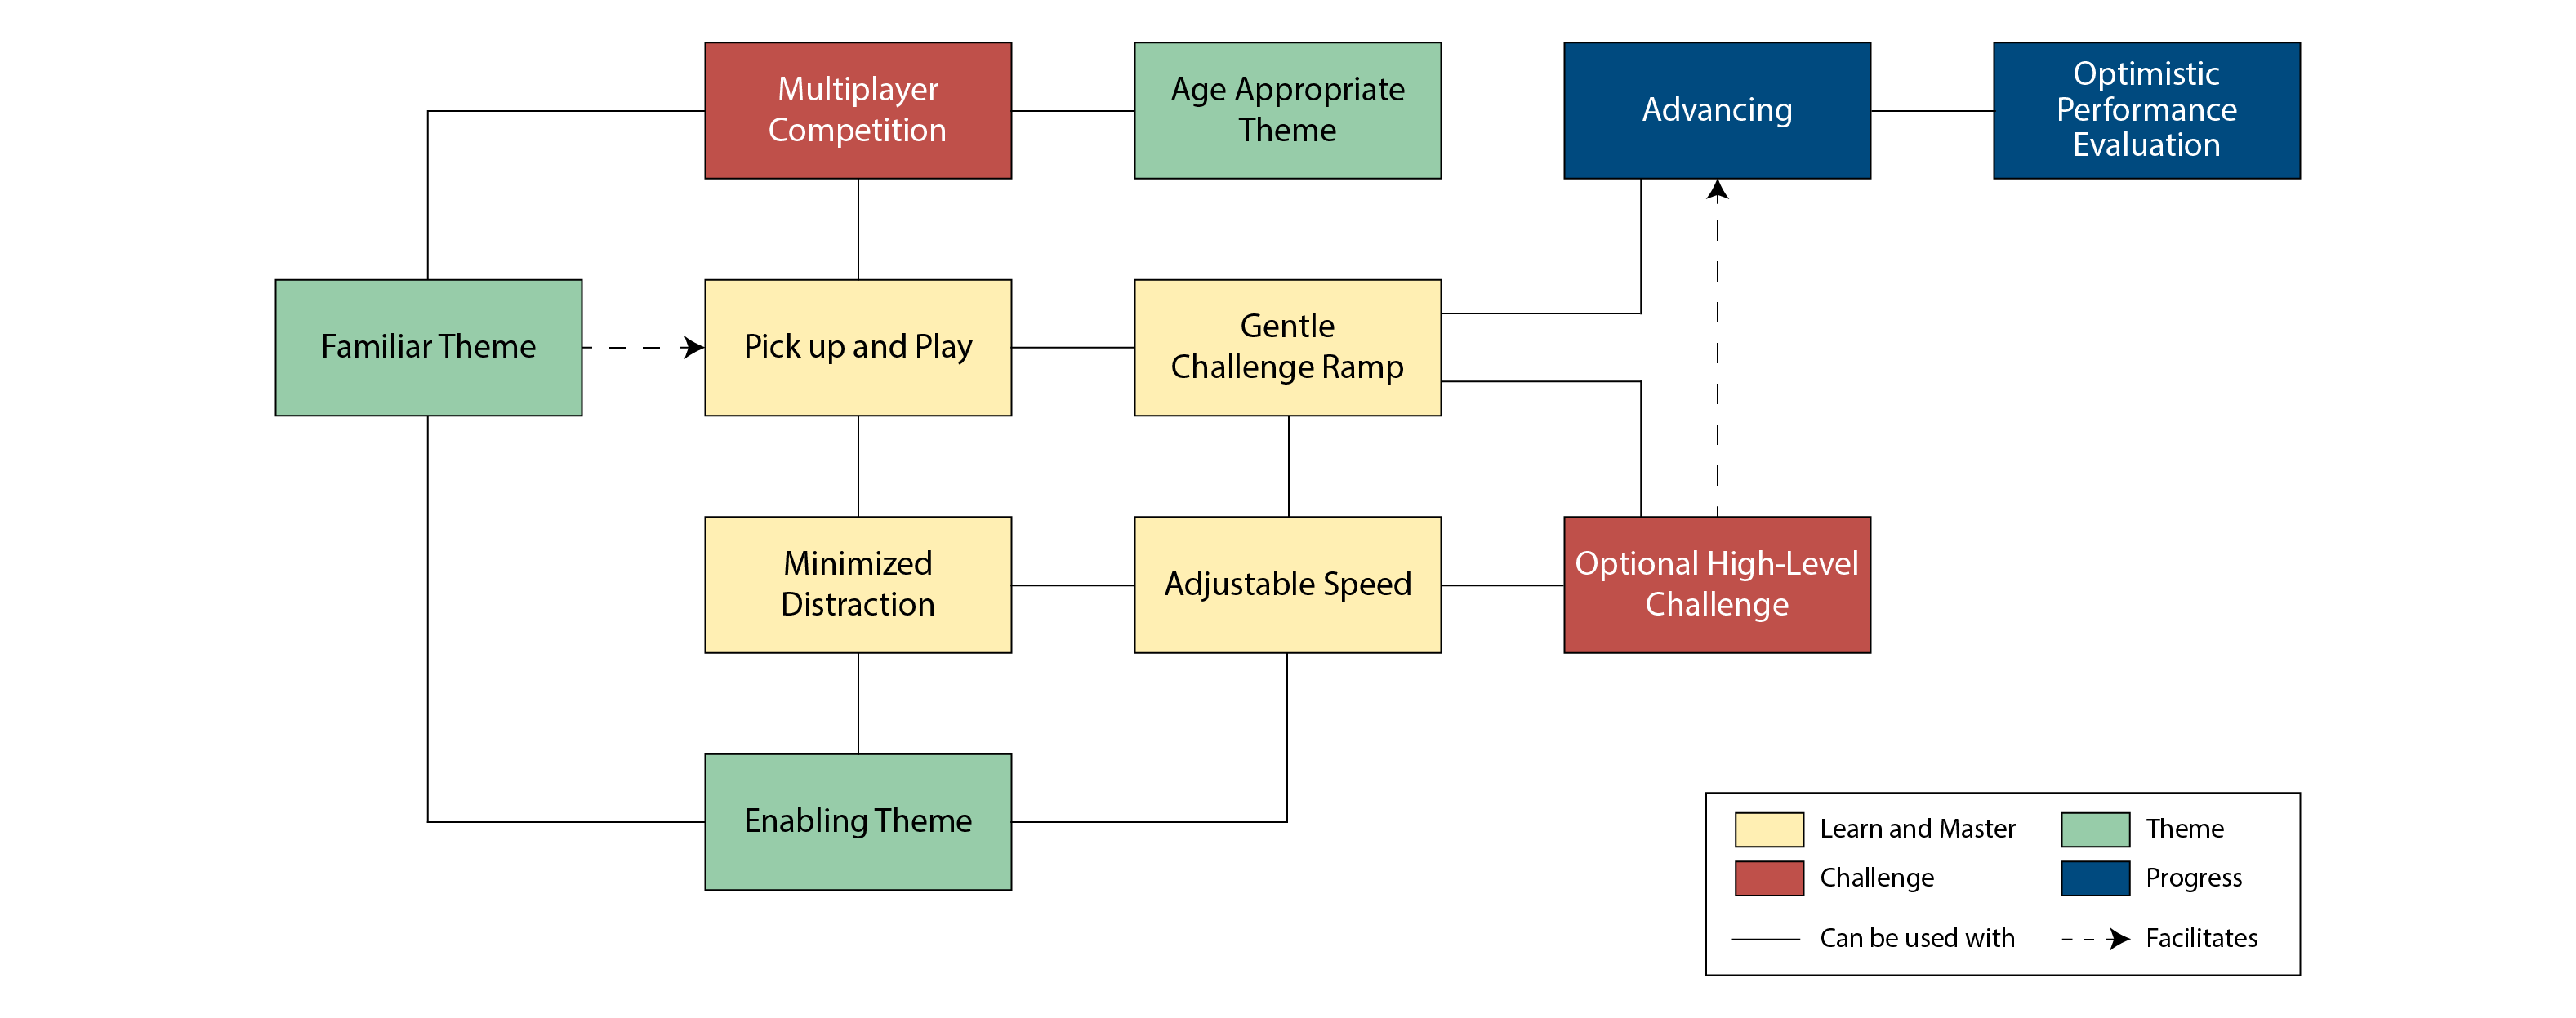 Multiplayer
Competition
Age Appropriate
Theme
Advancing
Optimistic
Performance
Evaluation
Familiar Theme
Pick up and Play
Gentle
Challenge Ramp
Minimized
Distraction
Adjustable Speed
Optional High-Level
Challenge
Enabling Theme
Learn and Master
Theme
Challenge
Progress
Can be used with
Facilitates